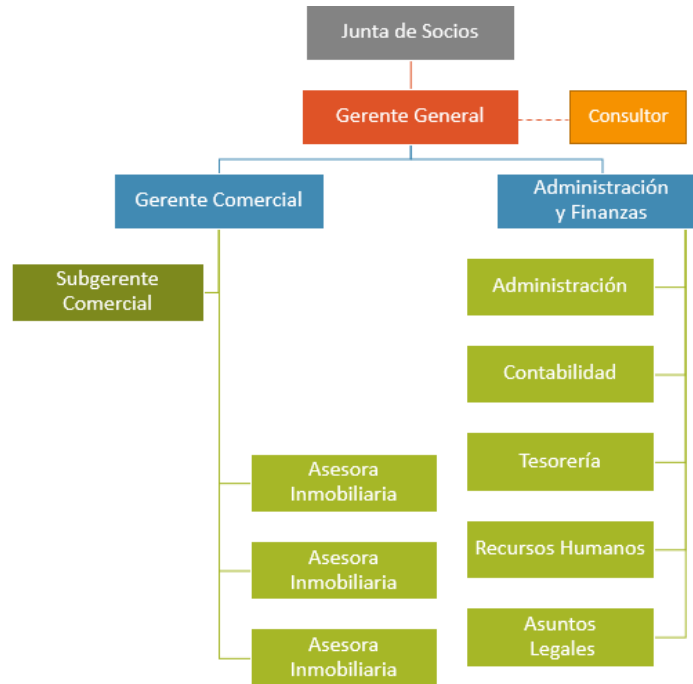 Junta de Socios
Gerente General
Consultor
Gerente Comercial
Administración
y Finanzas
Subgerente
Comercial
Administración
Contabilidad
Tesorería
Asesora
Inmobiliaria
Recursos Humanos
Asesora
Inmobiliaria
Asuntos
Legales
Asesora
Inmobiliaria